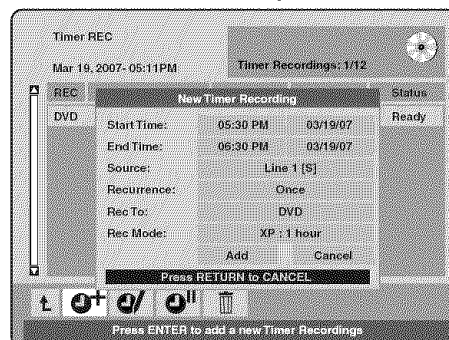 Timer REC
Mar 19, 2007- 05:11PM
Timer Recordings: 1/12
REC
Status
DVD
Ready
New Timer Recording
Start Time: 05:30 PM 03/19/07
End Time: 06:30 PM 03/19/07
Source: Line 1 [S]
Recurrence: Once
Rec To: DVD
Rec Mode: XP : 1 hour
Add Cancel
Press RETURN to CANCEL
Press ENTER to add a new Timer Recordings